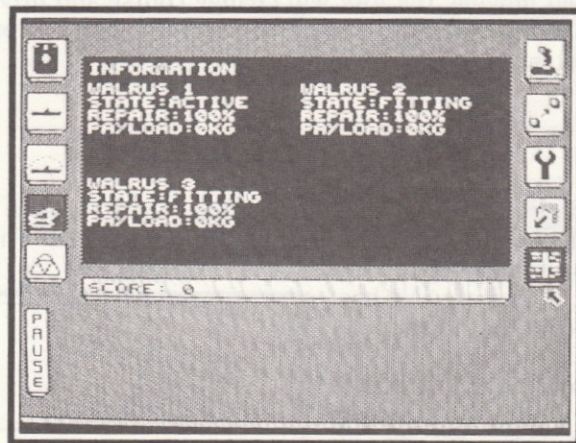 INFORMATION
WALRUS 1
STATE:ACTIVE
REPAIR:100%
PAYLOAD:0KG
WALRUS 2
STATE:FITTING
REPAIR:100%
PAYLOAD:0KG
WALRUS 3
STATE:FITTING
REPAIR:100%
PAYLOAD:0KG
SCORE: 0
PAUSE